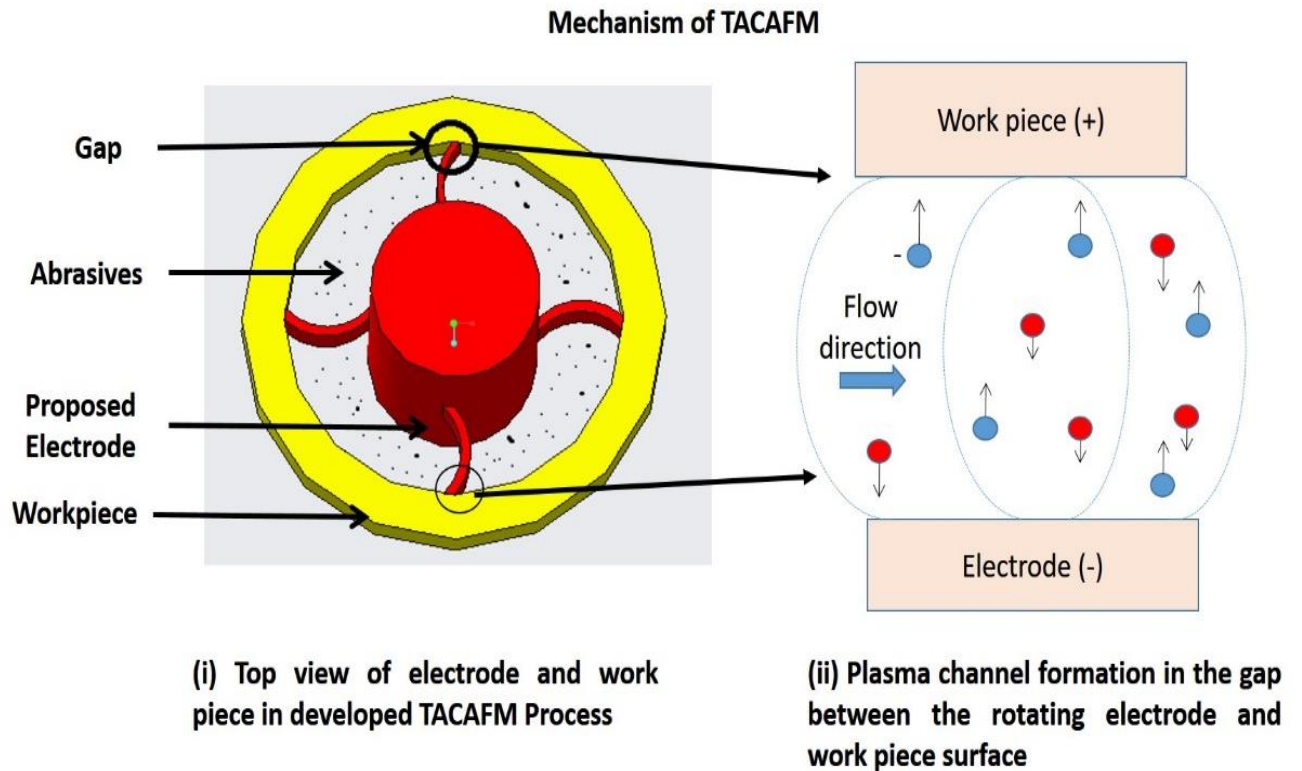 Mechanism of TACAFM
Gap
Abrasives
Proposed
Electrode
Workpiece
Work piece (+)
-
Flow
direction
Electrode (-)
(i) Top view of electrode and work
piece in developed TACAFM Process
(ii) Plasma channel formation in the gap
between the rotating electrode and
work piece surface